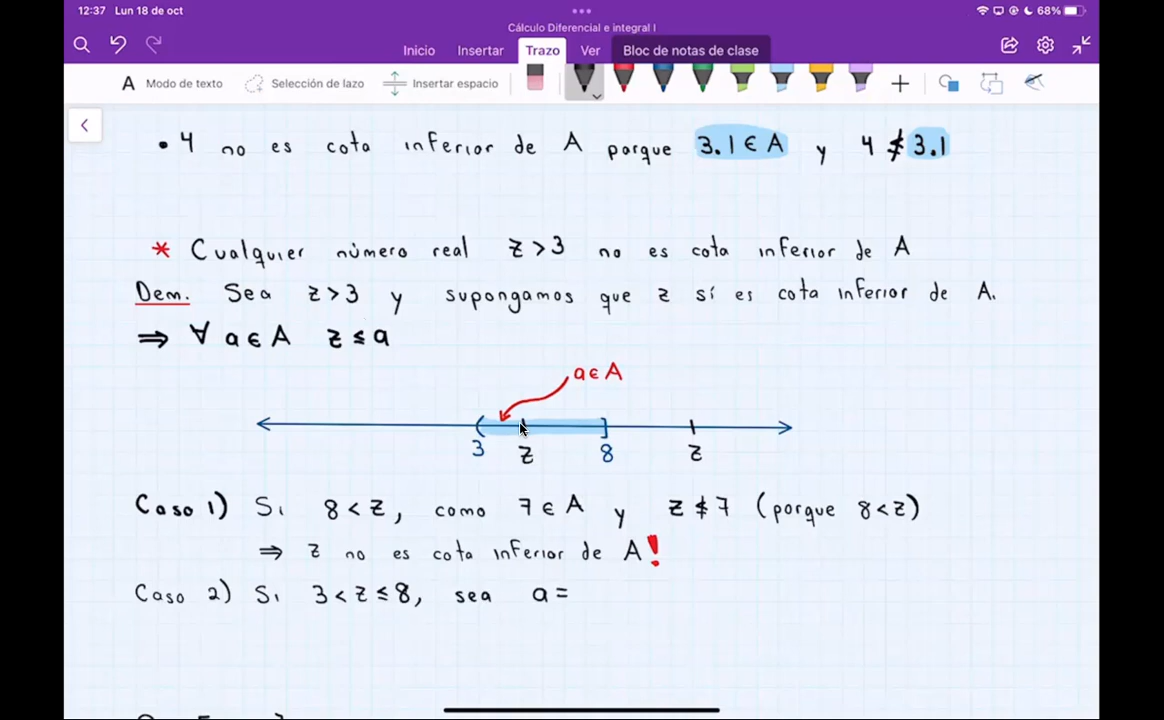 12:37 Lun 18 de oct
68%
Cálculo Diferencial e integral I
Inicio Insertar Trazo Ver Bloc de notas de clase
A Modo de texto Selección de lazo Insertar espacio
• 4 no es cota inferior de A porque 3.1 ∈ A y 4 ≰ 3.1
* Cualquier número real z > 3 no es cota inferior de A
Dem. Sea z > 3 y supongamos que z sí es cota inferior de A.
⇒ ∀ a ∈ A z ≤ a
a ∈ A
( ]
3 z 8 z
Caso 1) Si 8 < z, como 7 ∈ A y z ≰ 7 (porque 8 < z)
⇒ z no es cota inferior de A!
Caso 2) Si 3 < z ≤ 8, sea a =